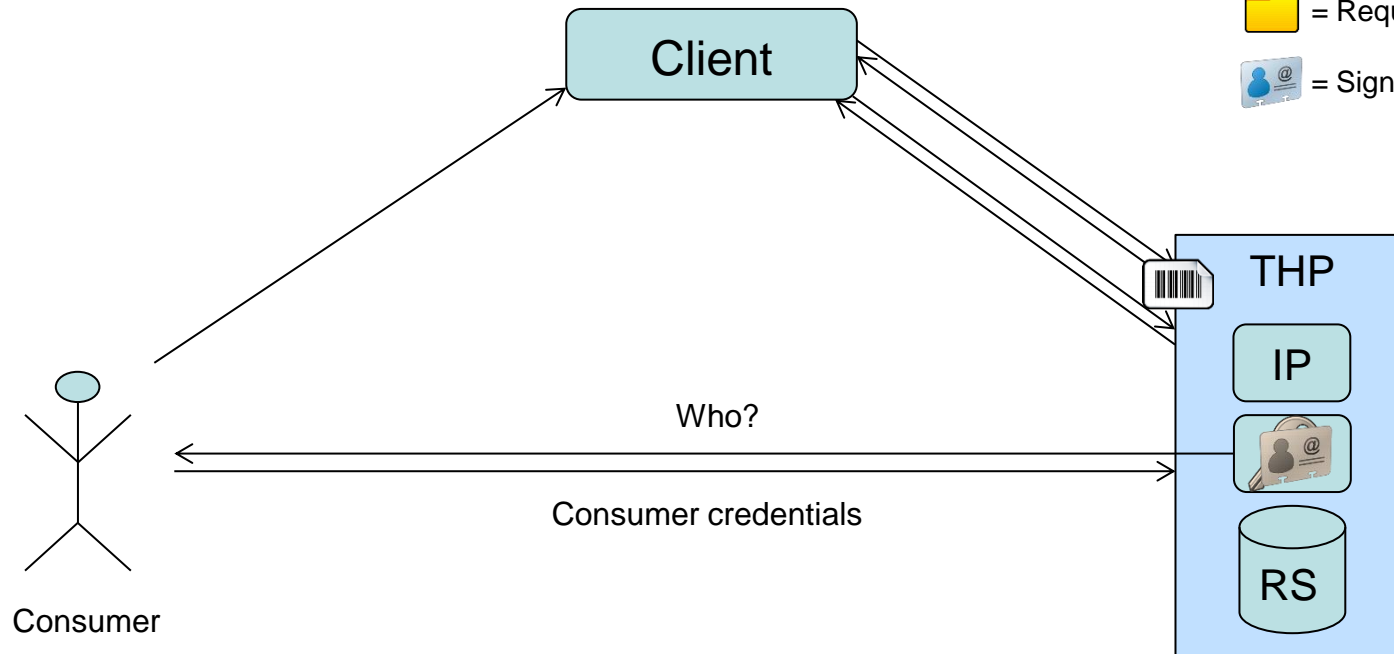 Client
= Requ
= Sign
THP
IP
Who?
@
@
Consumer credentials
RS
Consumer